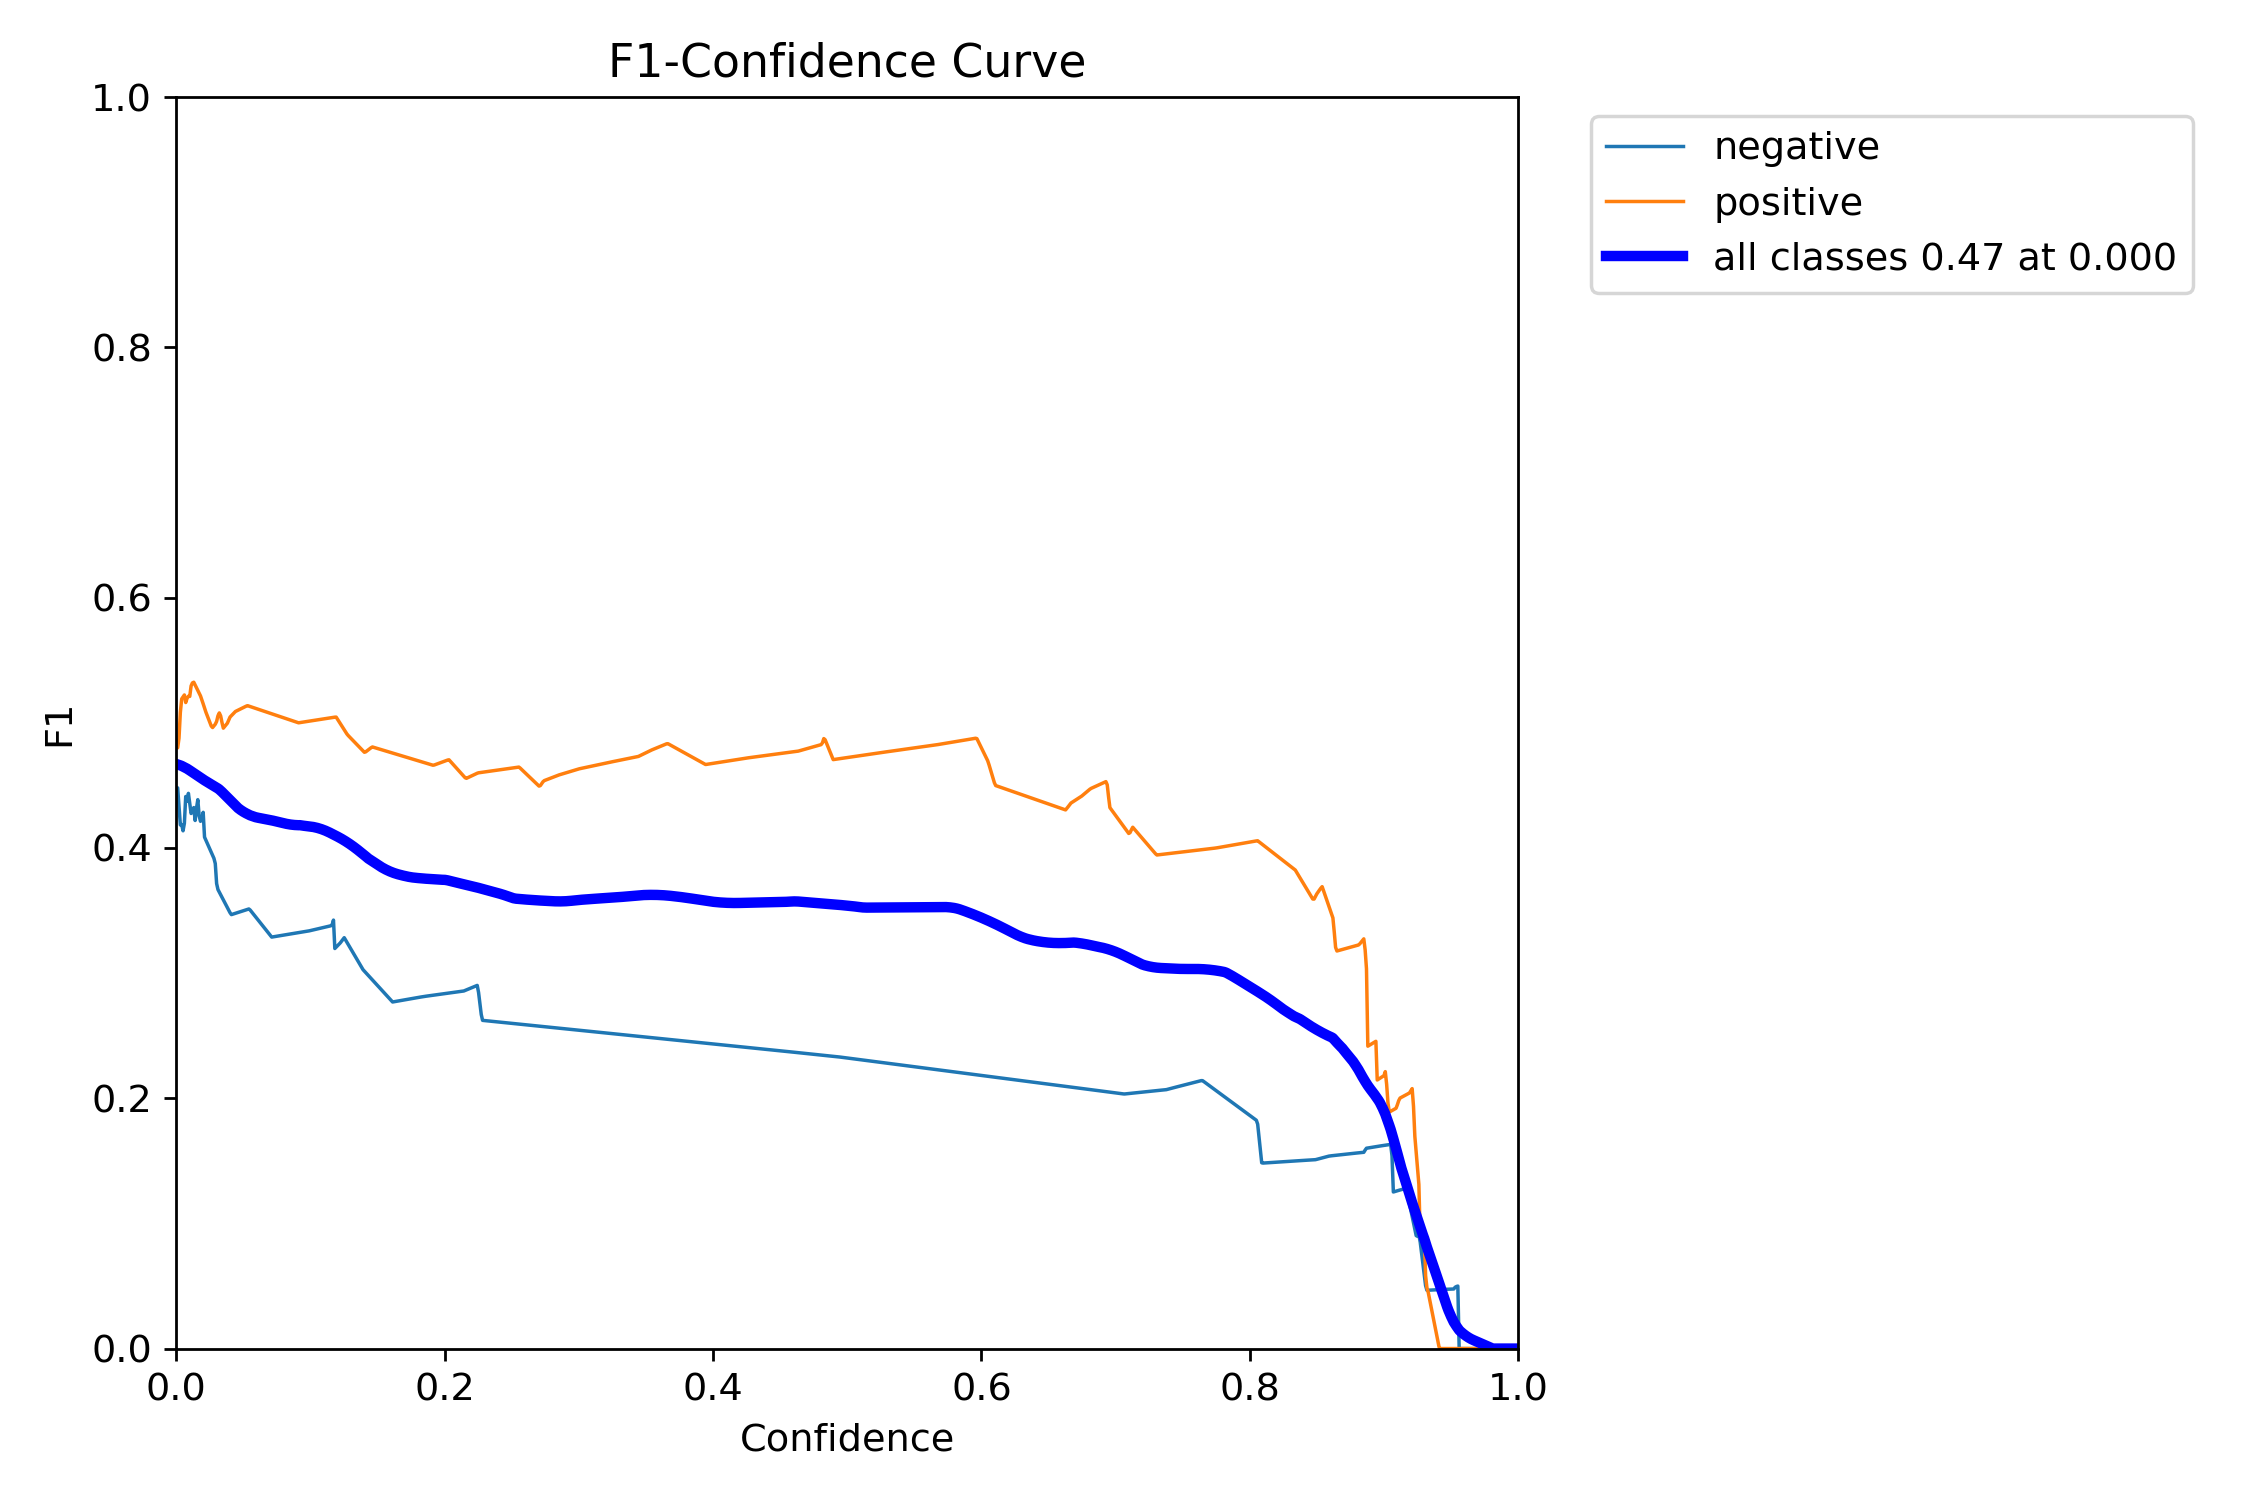 F1-Confidence Curve
1.0
0.8
0.6
0.4
0.2
0.0
F1
0.0 0.2 0.4 0.6 0.8 1.0
Confidence
negative
positive
all classes 0.47 at 0.000